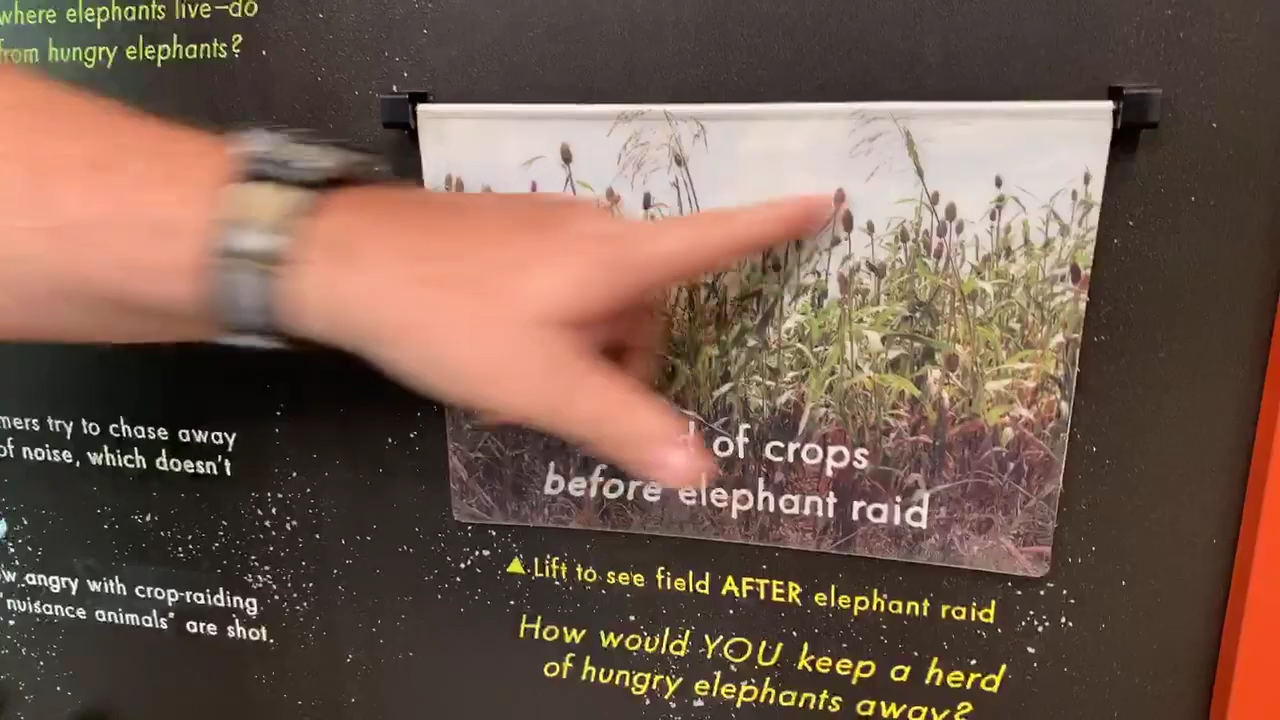 where elephants live—do
from hungry elephants?
of crops
before elephant raid
try to chase away
of noise, which doesn't
▲ Lift to see field AFTER elephant raid
angry with crop-raiding
"nuisance animals" are shot.
How would YOU keep a herd
of hungry elephants away?